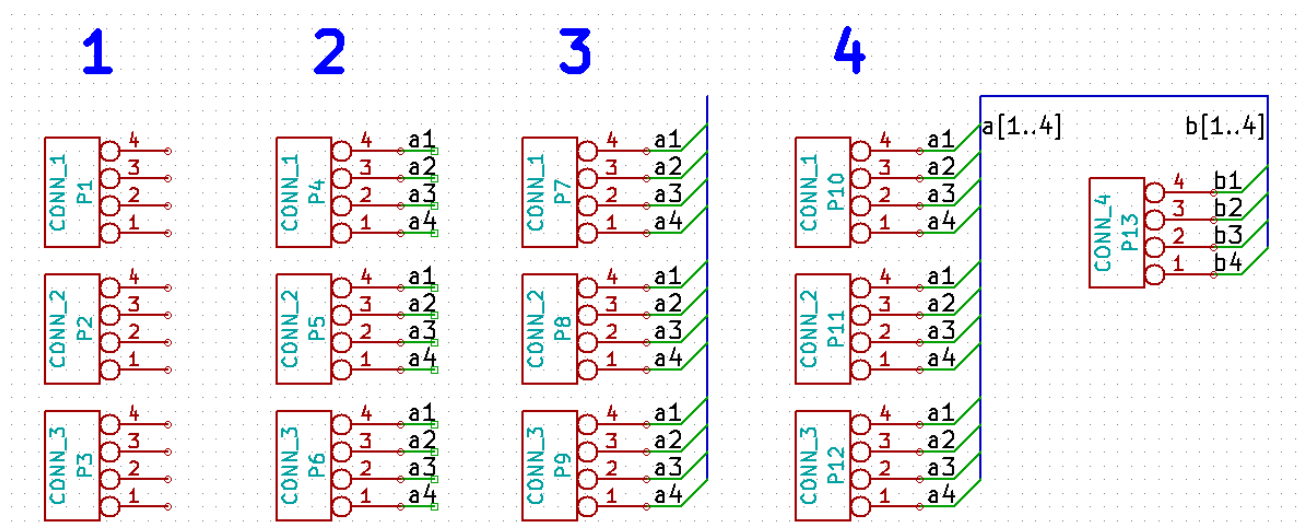 1 2 3 4
a[1..4] b[1..4]
CONN_1 P1 4 3 2 1
CONN_1 P4 4 a1 3 a2 2 a3 1 a4
CONN_1 P7 4 a1 3 a2 2 a3 1 a4
CONN_1 P10 4 a1 3 a2 2 a3 1 a4
CONN_4 P13 4 b1 3 b2 2 b3 1 b4
CONN_2 P2 4 3 2 1
CONN_2 P5 4 a1 3 a2 2 a3 1 a4
CONN_2 P8 4 a1 3 a2 2 a3 1 a4
CONN_2 P11 4 a1 3 a2 2 a3 1 a4
CONN_3 P3 4 3 2 1
CONN_3 P6 4 a1 3 a2 2 a3 1 a4
CONN_3 P9 4 a1 3 a2 2 a3 1 a4
CONN_3 P12 4 a1 3 a2 2 a3 1 a4